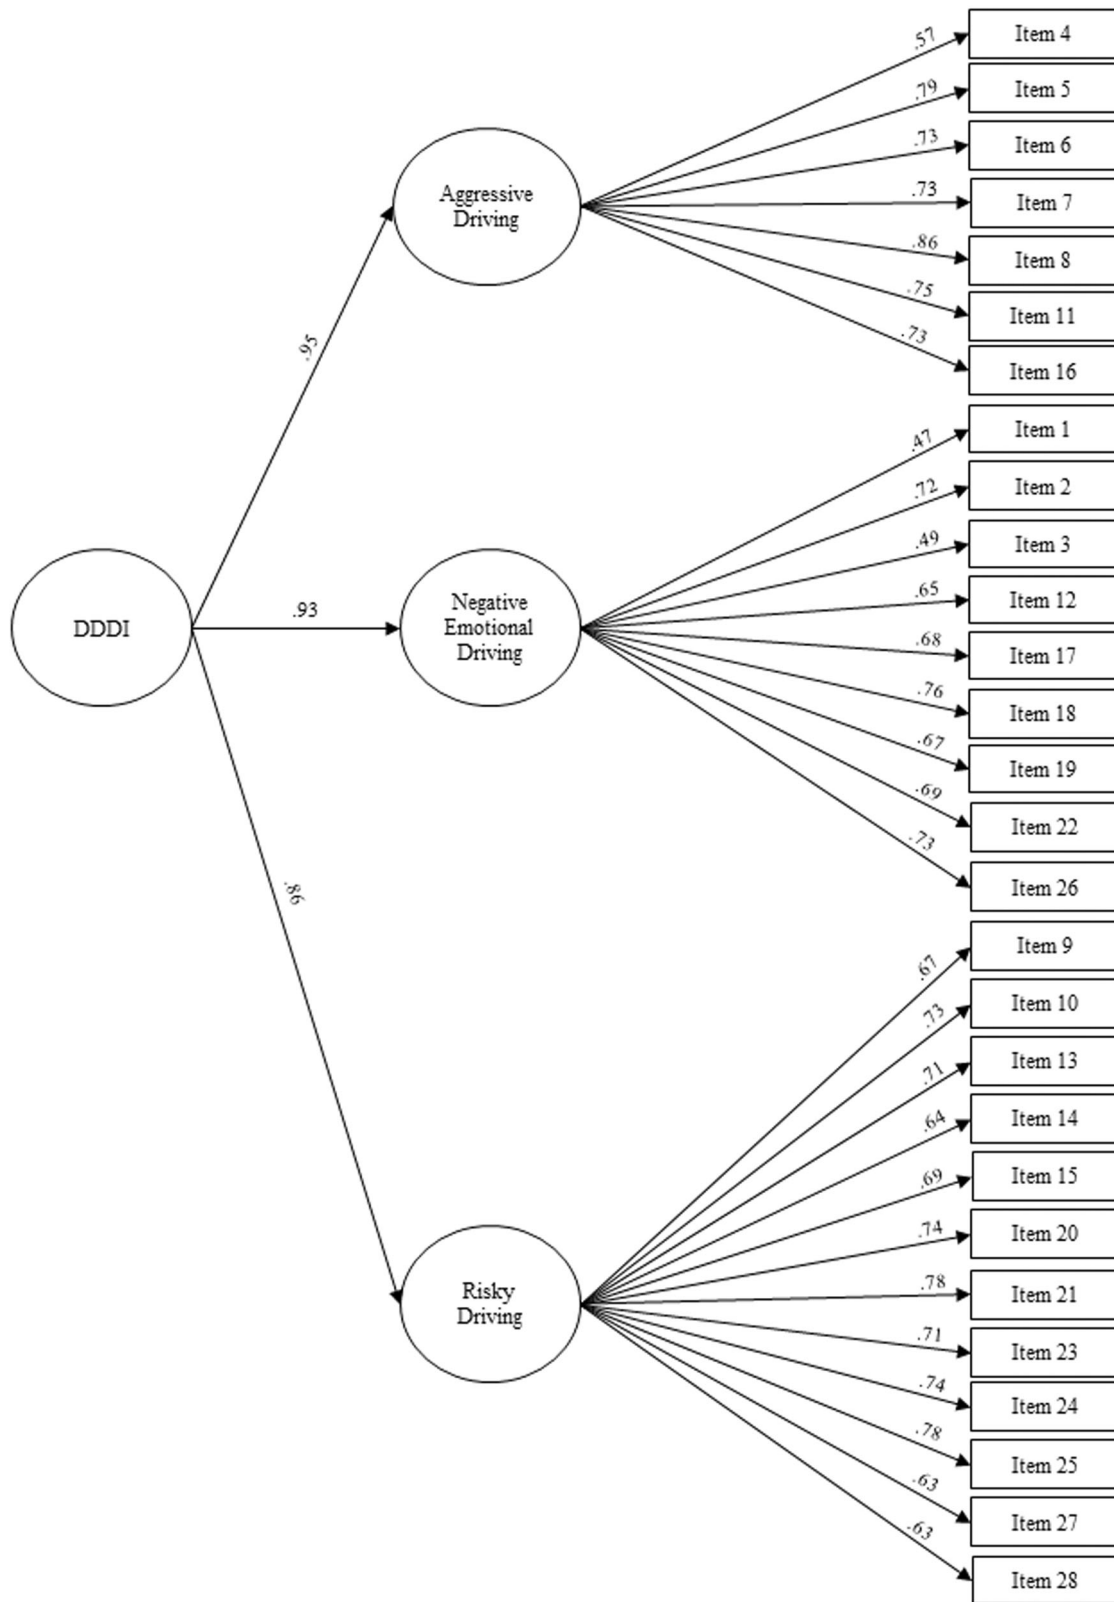 .57
Item 4
.79
Item 5
.73
Item 6
Aggressive
Driving
.73
Item 7
.86
Item 8
.75
Item 11
.73
Item 16
.95
.47
Item 1
.72
Item 2
.49
Item 3
DDDI
.93
Negative
Emotional
Driving
.65
Item 12
.68
Item 17
.76
Item 18
.67
Item 19
.69
Item 22
.73
Item 26
.86
.67
Item 9
.73
Item 10
.71
Item 13
.64
Item 14
.69
Item 15
.74
Item 20
Risky
Driving
.78
Item 21
.71
Item 23
.74
Item 24
.78
Item 25
.63
Item 27
.63
Item 28